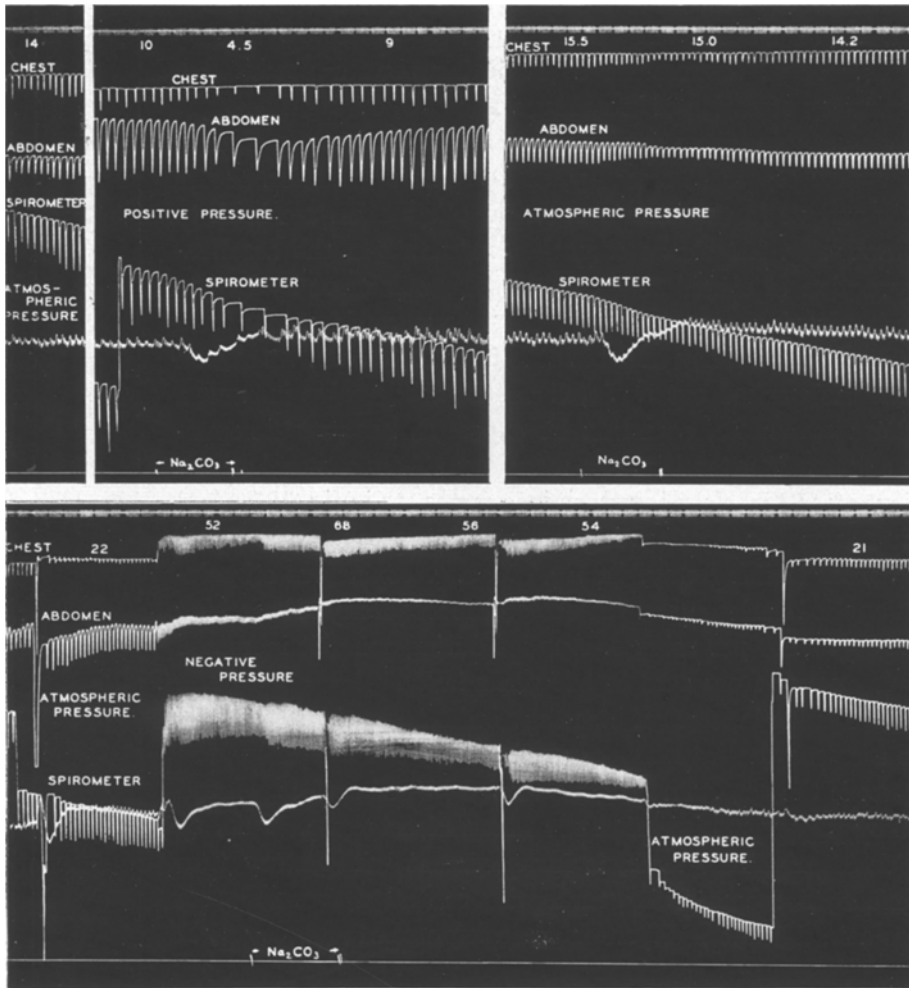 14
CHEST
ABDOMEN
SPIROMETER
ATMOS-
PHERIC
PRESSURE
10 4.5 9
CHEST
ABDOMEN
POSITIVE PRESSURE.
SPIROMETER
Na₂CO₃
15.5 15.0 14.2
CHEST
ABDOMEN
ATMOSPHERIC PRESSURE
SPIROMETER
Na₂CO₃
22 52 68 56 54 21
CHEST
ABDOMEN
NEGATIVE
PRESSURE
ATMOSPHERIC
PRESSURE.
SPIROMETER
ATMOSPHERIC
PRESSURE.
Na₂CO₃